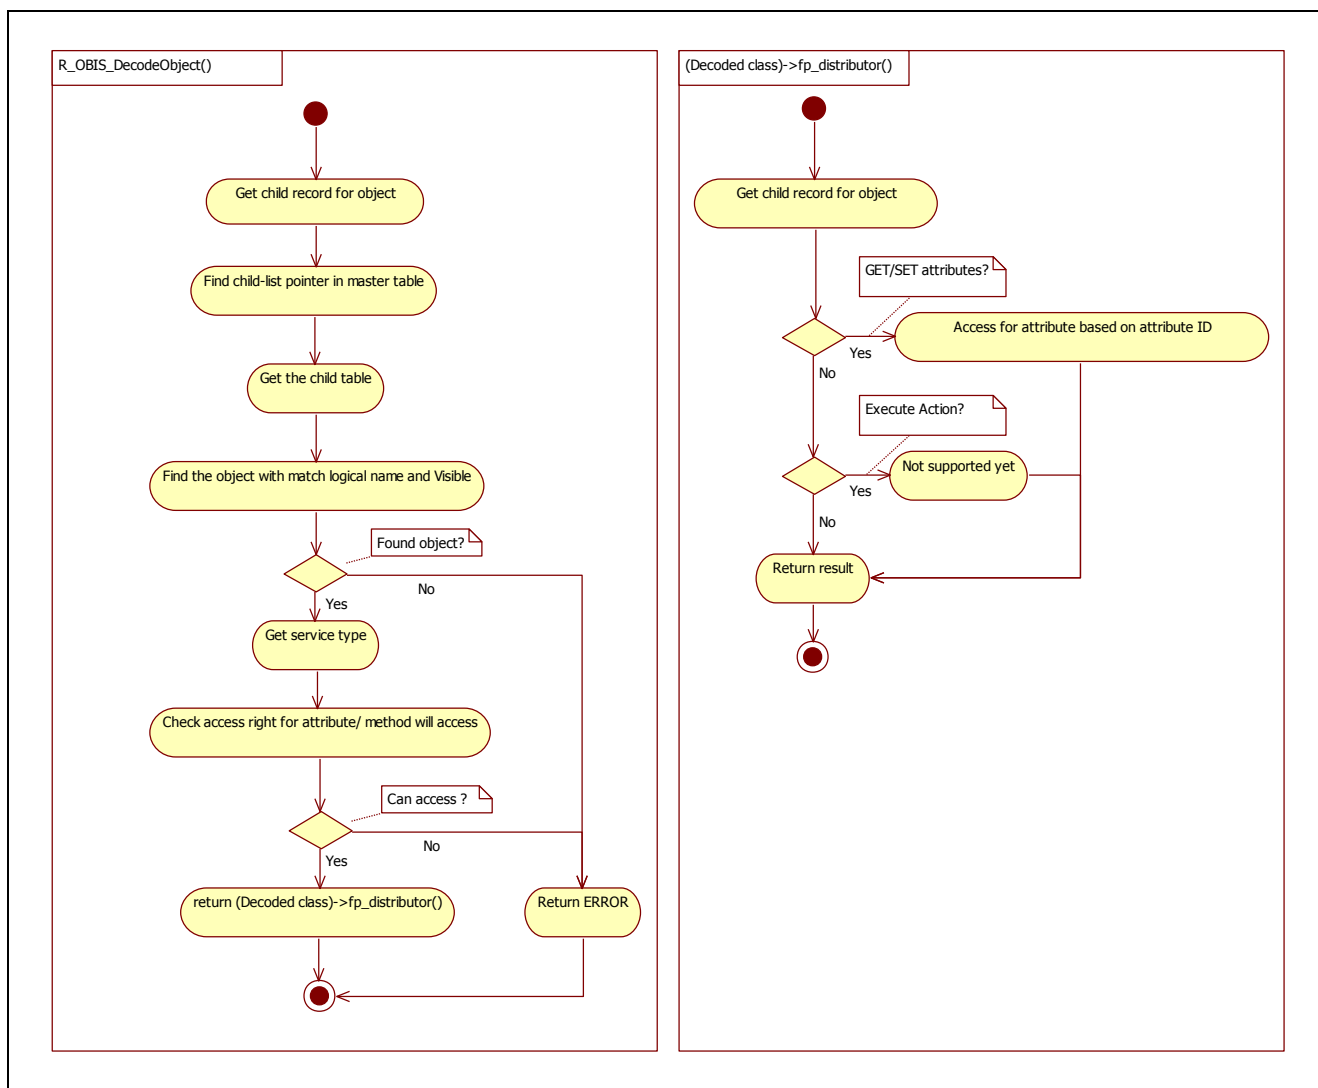 R_OBIS_DecodeObject()
Get child record for object
Find child-list pointer in master table
Get the child table
Find the object with match logical name and Visible
Found object?
No
Yes
Get service type
Check access right for attribute/ method will access
Can access ?
No
Yes
return (Decoded class)->fp_distributor()
Return ERROR
(Decoded class)->fp_distributor()
Get child record for object
GET/SET attributes?
Access for attribute based on attribute ID
Yes
No
Execute Action?
Not supported yet
Yes
No
Return result